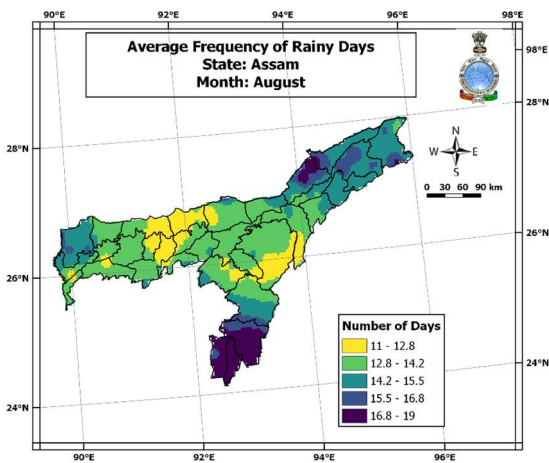 90°E 92°E 94°E 96°E 98°E
Average Frequency of Rainy Days
State: Assam
Month: August
98°E
28°N
28°N
N
W E
S
0 30 60 90 km
26°N
26°N
Number of Days
11 - 12.8
12.8 - 14.2
14.2 - 15.5
15.5 - 16.8
16.8 - 19
24°N
24°N
90°E 92°E 94°E 96°E